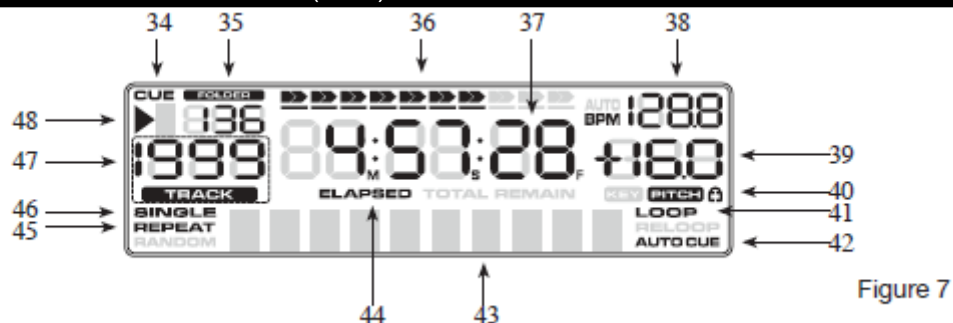 34 35 36 37 38
CUE FOLDER
AUTO
48 136 BPM 128.8
47 1999 4:57:28 +16.0 39
M S F
TRACK ELAPSED TOTAL REMAIN KEY PITCH 40
46 SINGLE LOOP 41
45 REPEAT RELOOP
RANDOM AUTO CUE 42
44 43
Figure 7